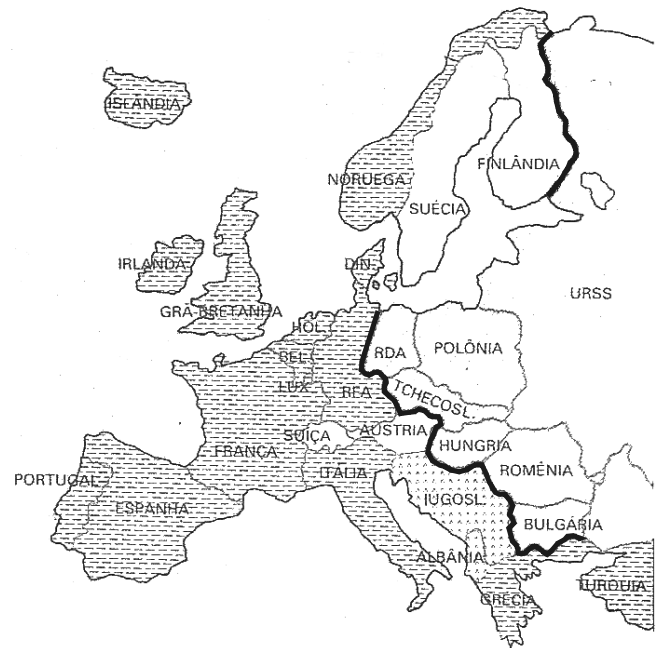 ISLÂNDIA
NORUEGA
FINLÂNDIA
SUÉCIA
IRLANDA
DIN.
URSS
GRÃ-BRETANHA
HOL.
BEL.
RDA
POLÔNIA
LUX.
RFA
TCHECOSL.
SUÍÇA
ÁUSTRIA
HUNGRIA
FRANÇA
ITÁLIA
ROMÊNIA
PORTUGAL
ESPANHA
IUGOSL.
BULGÁRIA
ALBÂNIA
GRÉCIA
TURQUIA